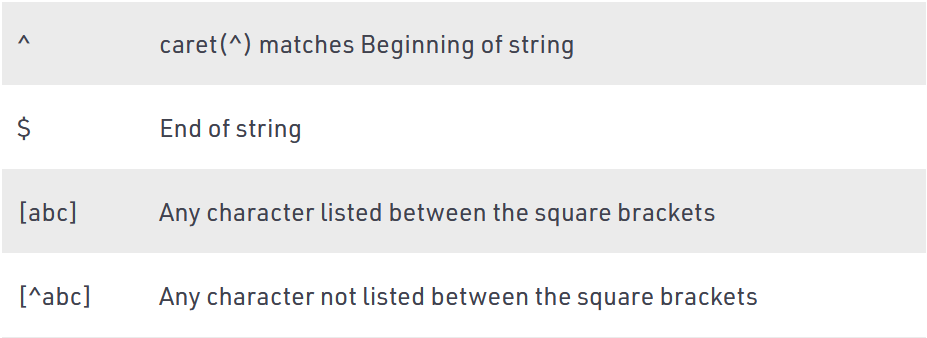 ^ caret(^) matches Beginning of string
$ End of string
[abc] Any character listed between the square brackets
[^abc] Any character not listed between the square brackets